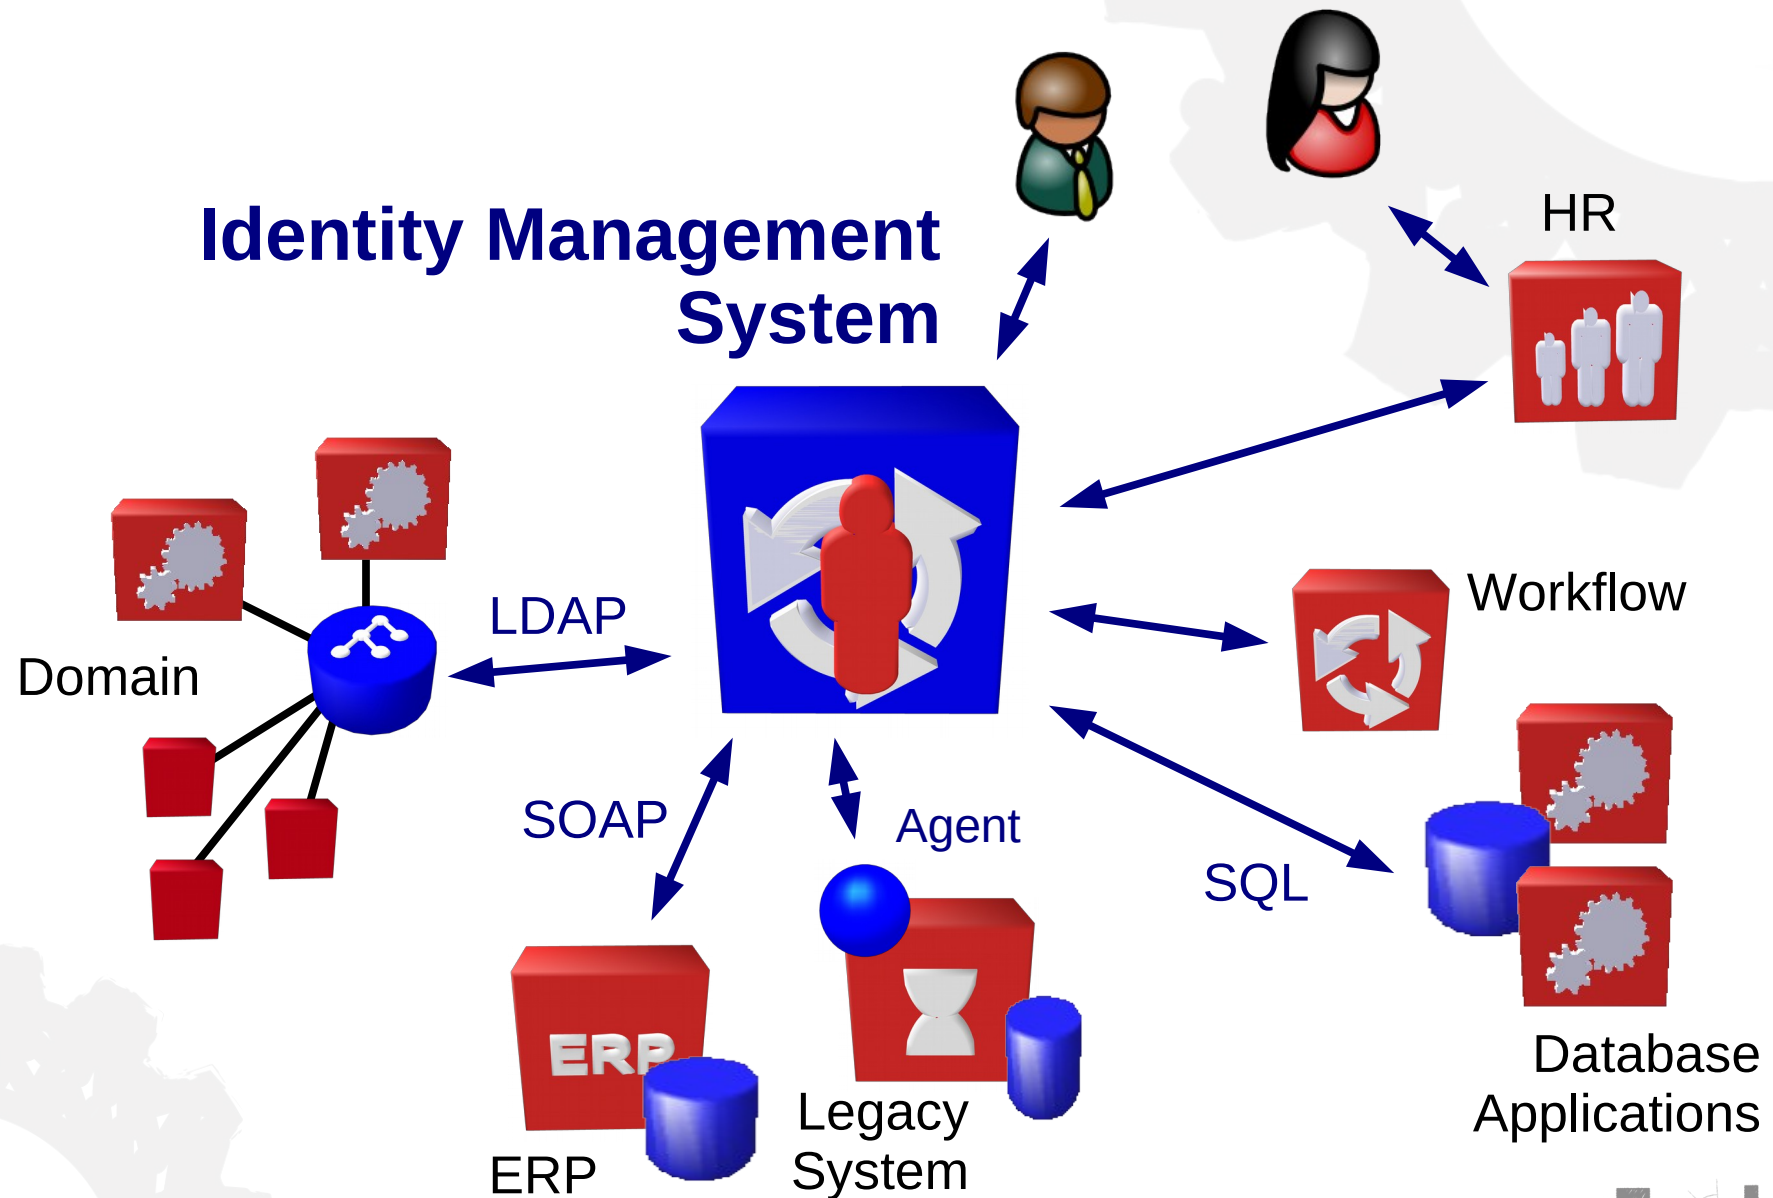 Identity Management
System
HR
LDAP
Workflow
Domain
SOAP
Agent
SQL
ERP
Database
Applications
Legacy
System
ERP